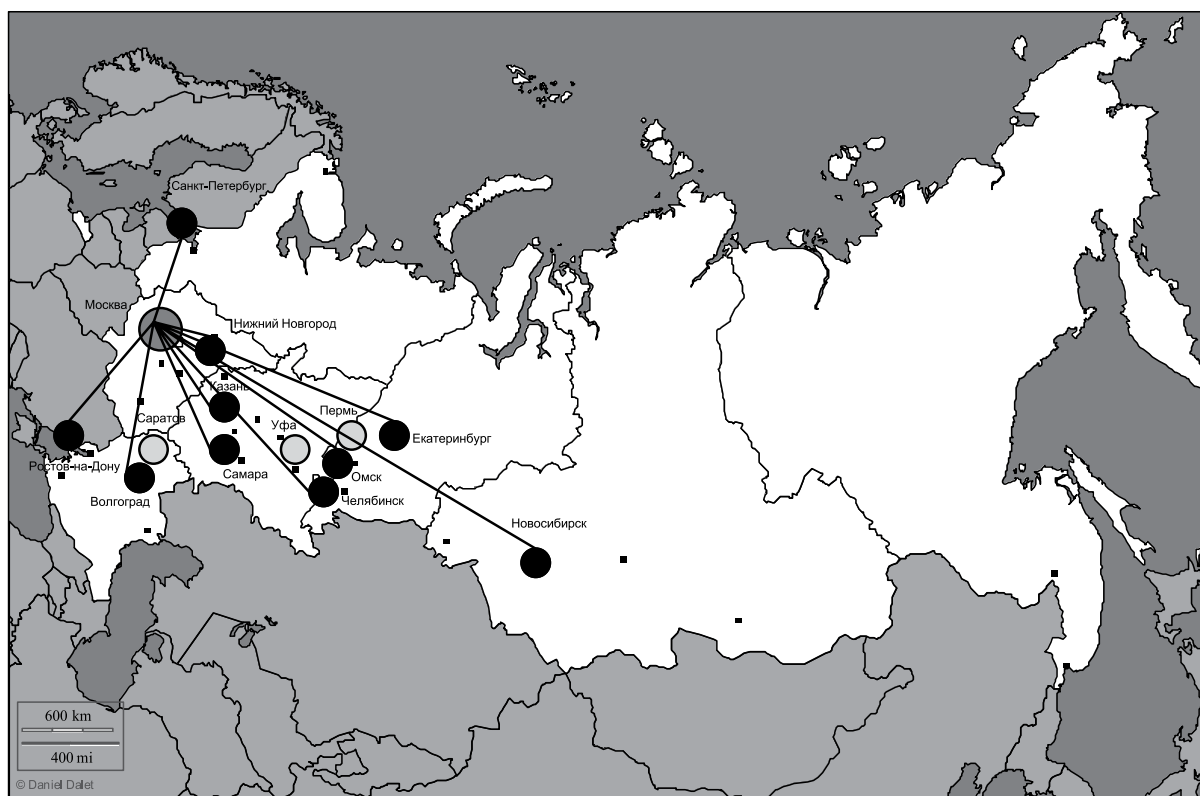 Санкт-Петербург
Москва
Нижний Новгород
Казань
Пермь
Саратов
Уфа
Екатеринбург
Ростов-на-Дону
Самара
Омск
Волгоград
Челябинск
Новосибирск
600 km
400 mi
© Daniel Dalet